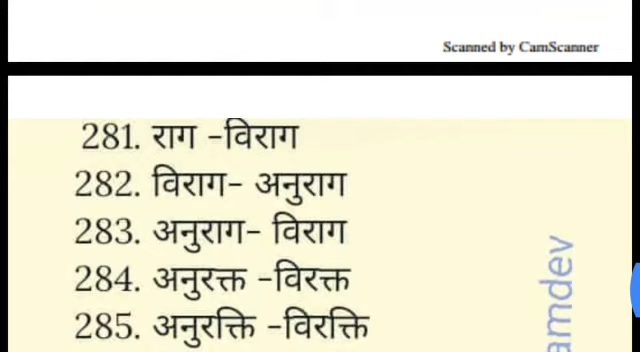 Scanned by CamScanner
281. राग -विराग
282. विराग- अनुराग
283. अनुराग- विराग
284. अनुरक्त -विरक्त
285. अनुरक्ति -विरक्ति
amdev